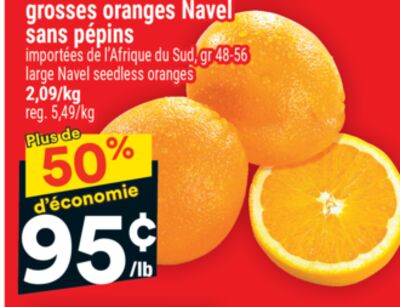 grosses oranges Navel
sans pépins
importées de l'Afrique du Sud, gr 48-56
large Navel seedless oranges
2,09/kg
reg. 5,49/kg
Plus de
50%
d'économie
95¢
/lb